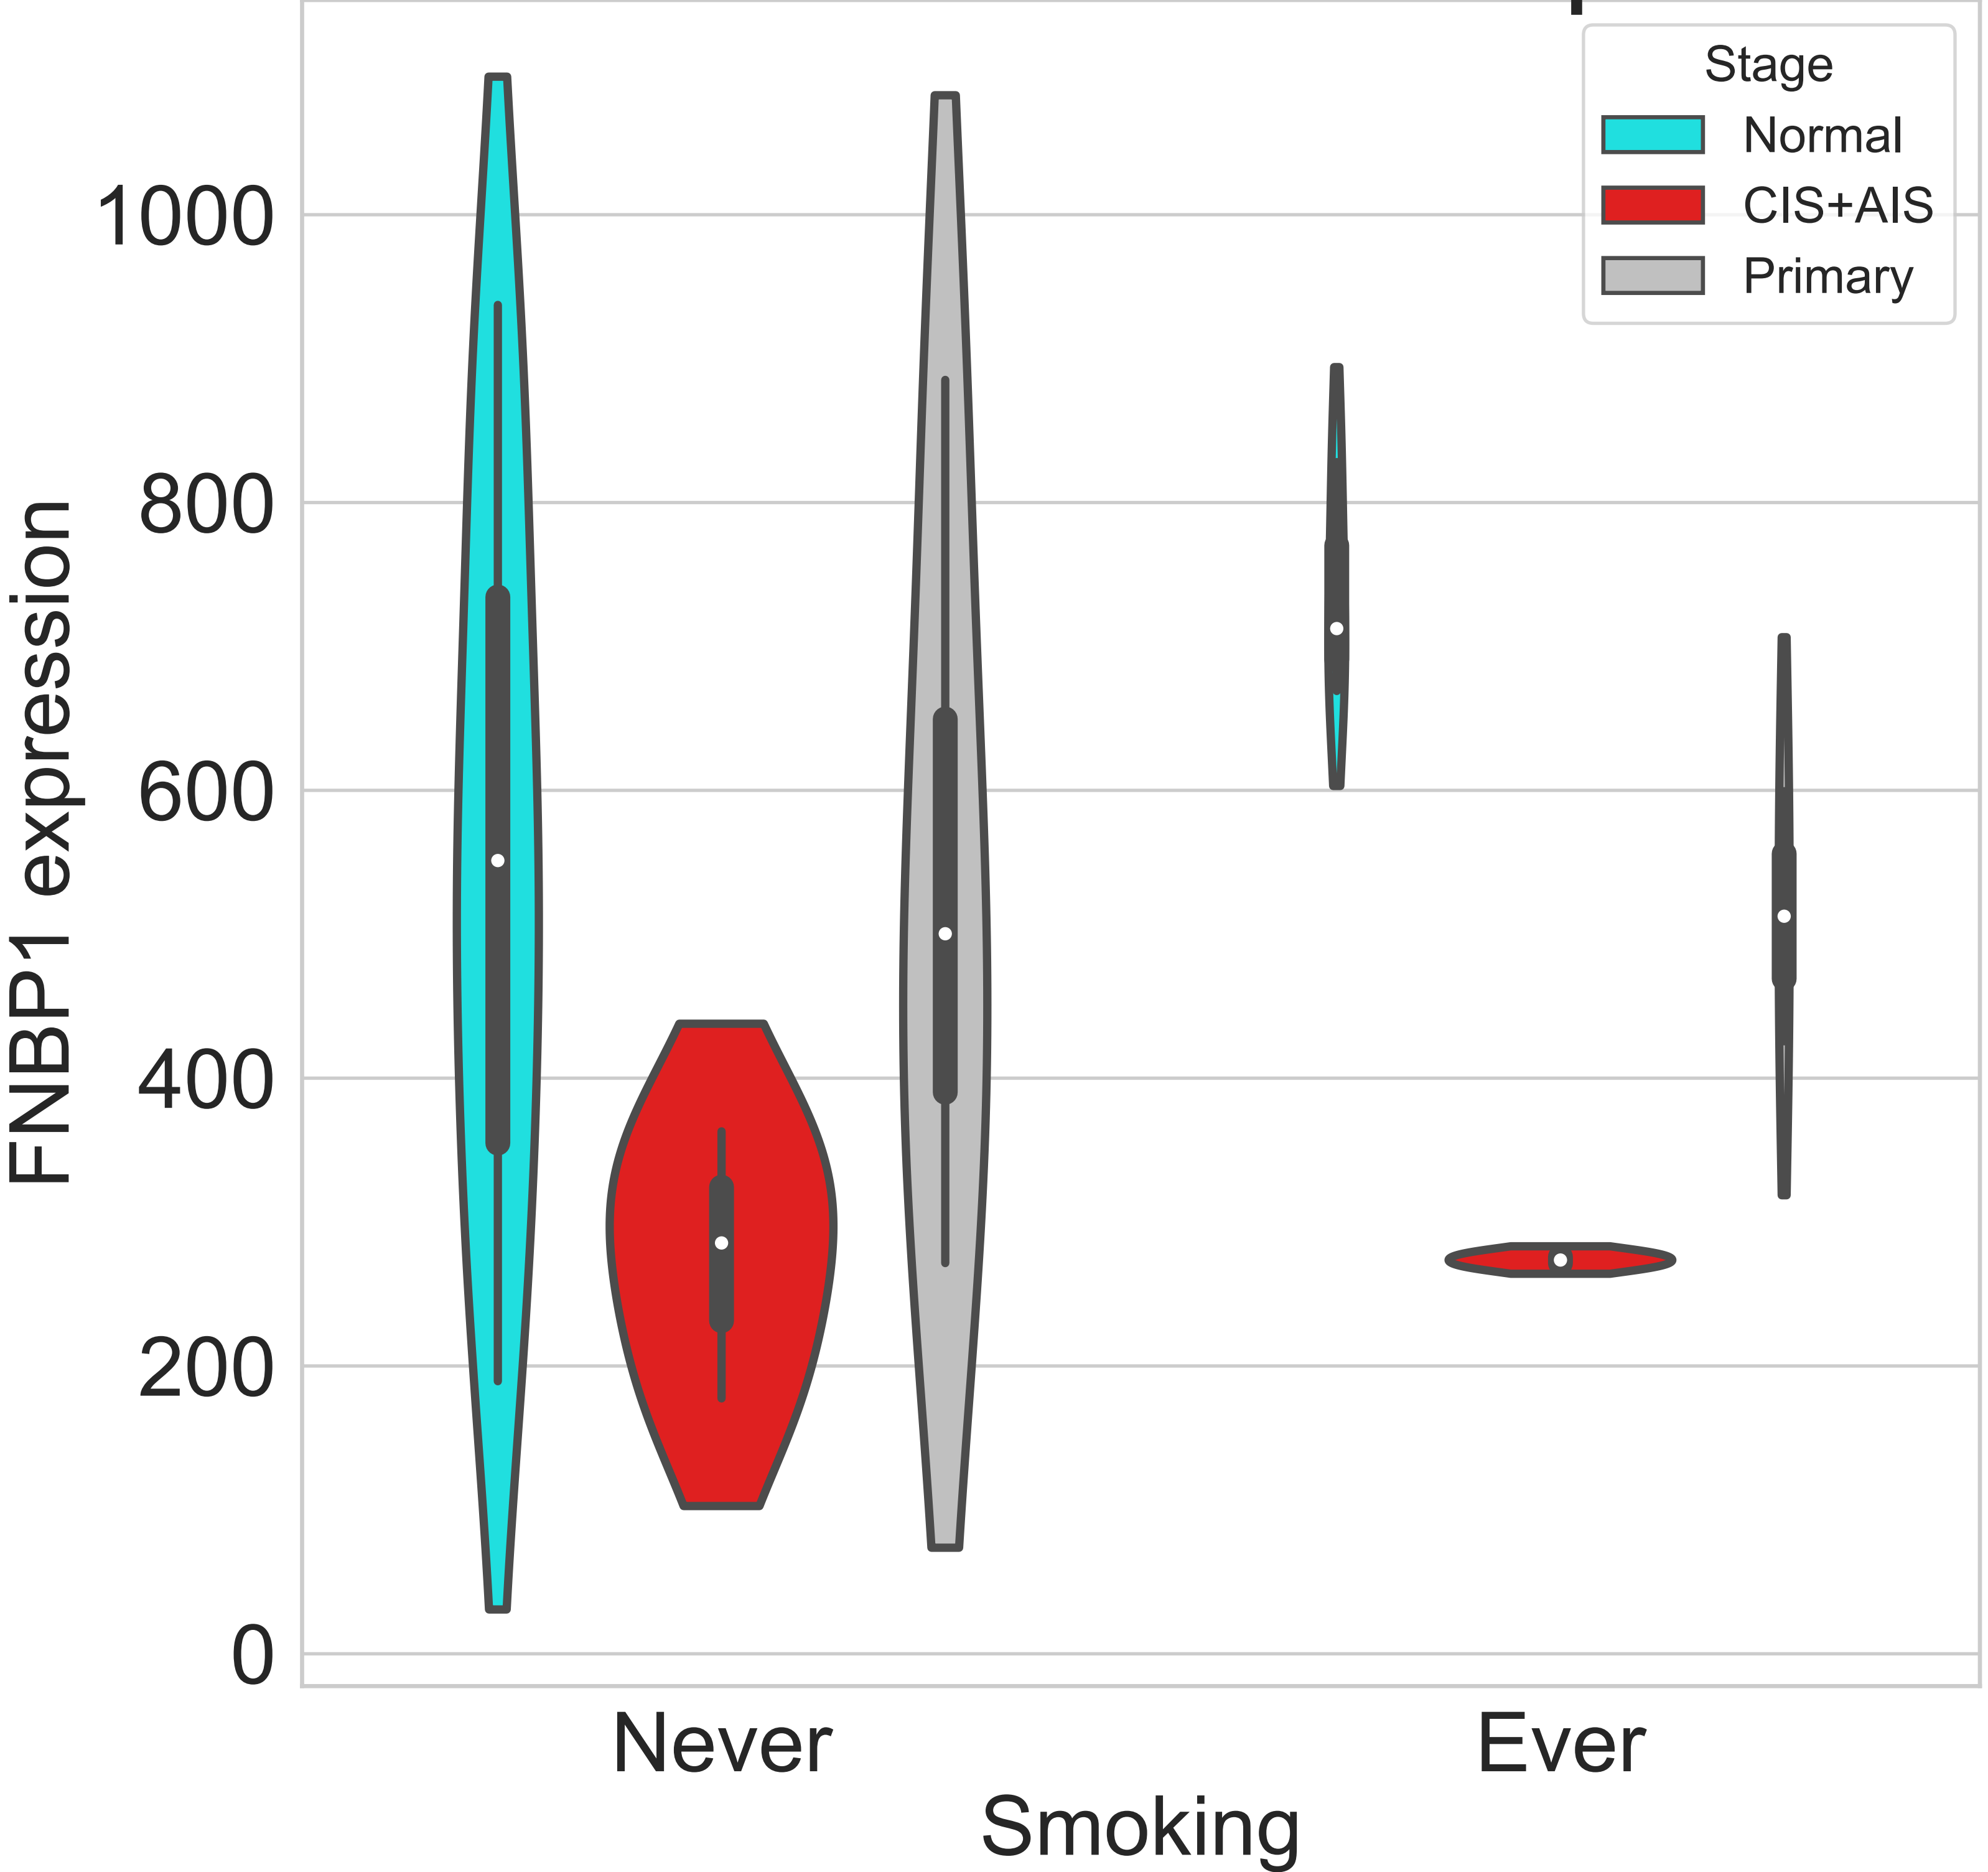 Stage
Normal
CIS+AIS
Primary
FNBP1 expression
1000
800
600
400
200
0
Never
Ever
Smoking